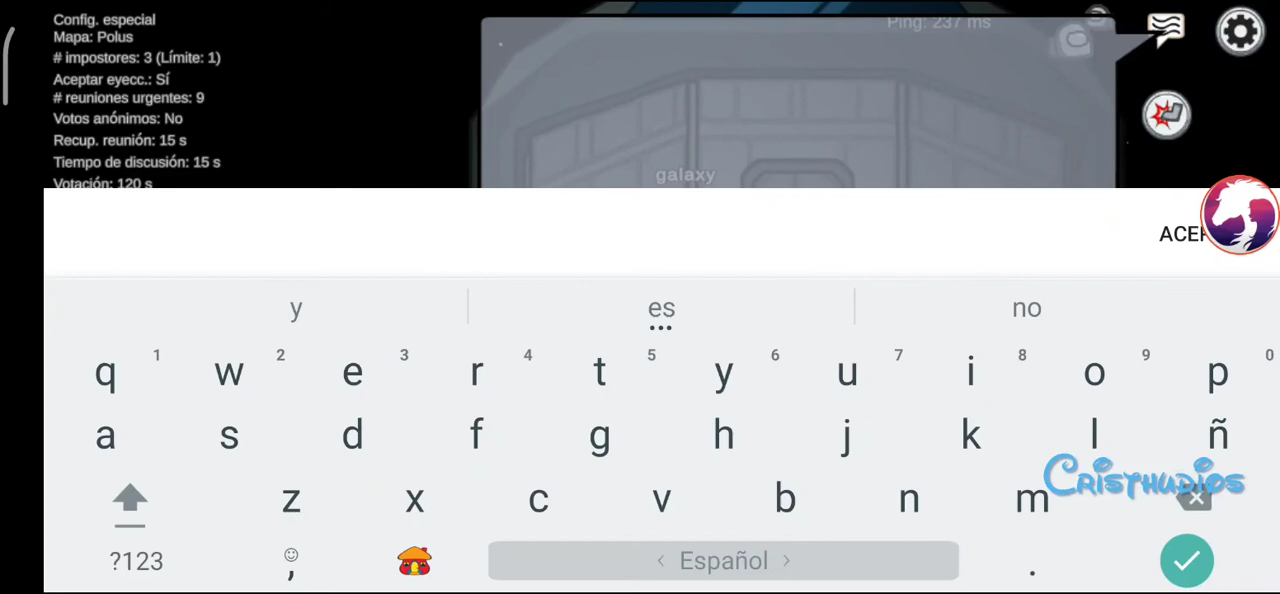 Config. especial
Mapa: Polus
# impostores: 3 (Límite: 1)
Aceptar eyecc.: Sí
# reuniones urgentes: 9
Votos anónimos: No
Recup. reunión: 15 s
Tiempo de discusión: 15 s
Votación: 120 s
Ping: 237 ms
galaxy
ACEP
y es no
1 2 3 4 5 6 7 8 9 0
q w e r t y u i o p
a s d f g h j k l ñ
z x c v b n m
Cristhudios
?123 , < Español > .